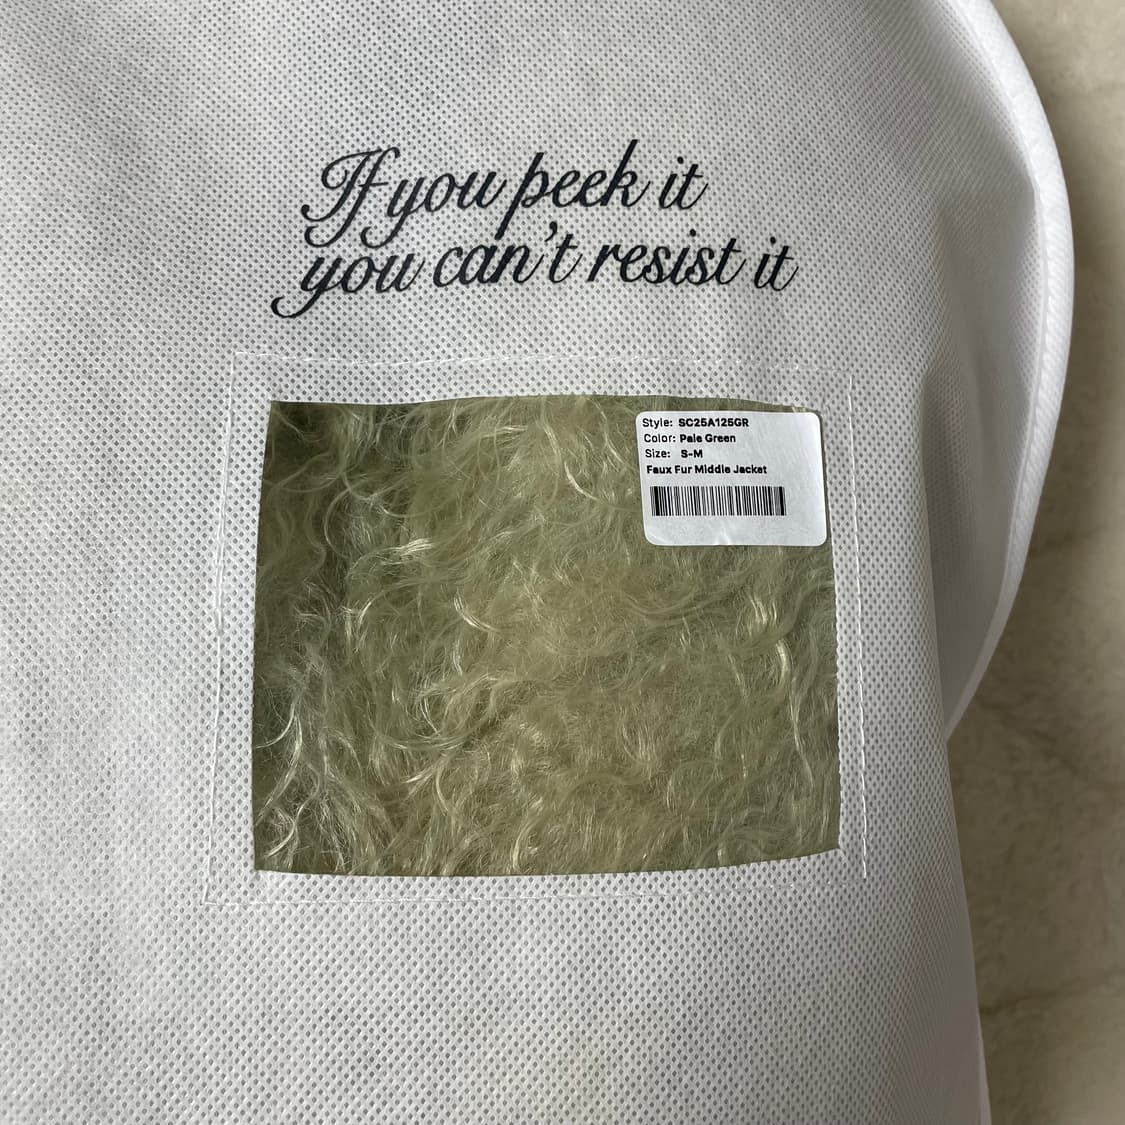 If you peek it
you can't resist it
Style: SC25A125GR
Color: Pale Green
Size: S-M
Faux Fur Middle Jacket